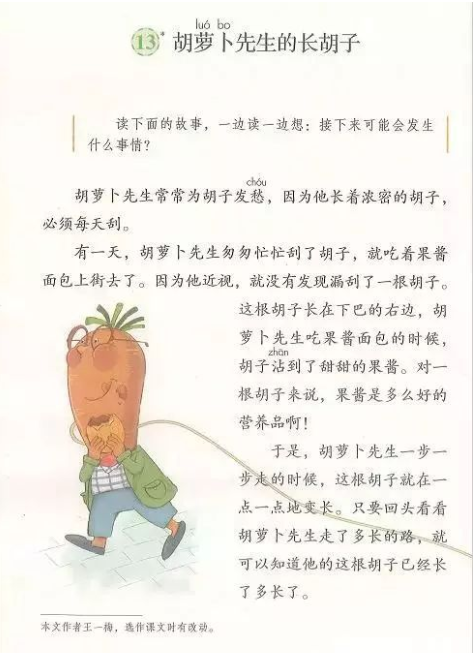 luó bo
13* 胡萝卜先生的长胡子
读下面的故事，一边读一边想：接下来可能会发生
什么事情？
chóu
胡萝卜先生常常为胡子发愁，因为他长着浓密的胡子，
必须每天刮。
有一天，胡萝卜先生匆匆忙忙刮了胡子，就吃着果酱
面包上街去了。因为他近视，就没有发现漏刮了一根胡子。
这根胡子长在下巴的右边，胡
萝卜先生吃果酱面包的时候，
zhān
胡子沾到了甜甜的果酱。对一
根胡子来说，果酱是多么好的
营养品啊！
于是，胡萝卜先生一步一
步走的时候，这根胡子就在一
点一点地变长。只要回头看看
胡萝卜先生走了多长的路，就
可以知道他的这根胡子已经长
了多长了。
本文作者王一梅，选作课文时有改动。